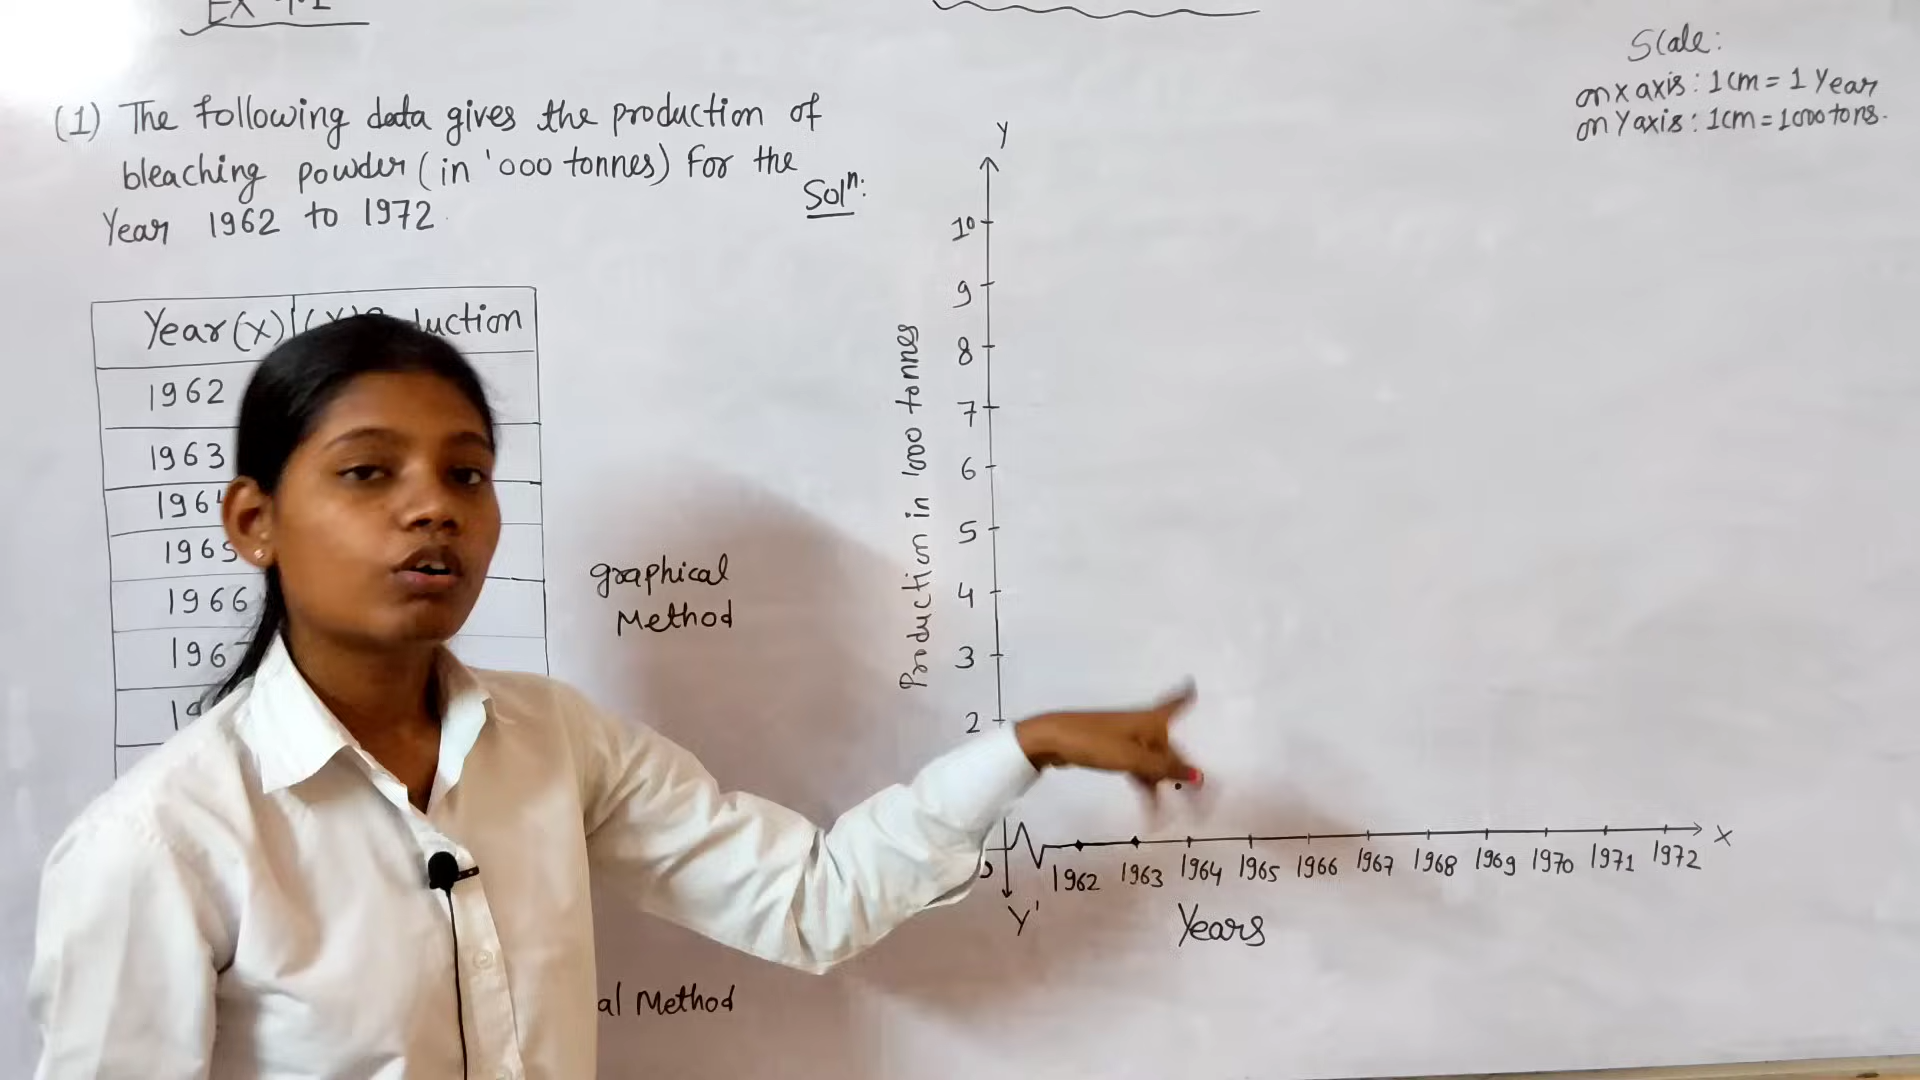 (1) The following data gives the production of
bleaching powder (in '000 tonnes) For the
Year 1962 to 1972
Year (x)
1962
1963
1965
1966
graphical
Method
Method
Solⁿ:
Scale:
on x axis: 1cm = 1 Year
on Y axis: 1cm = 1000 tons.
Y
10
9
8
7
6
5
4
3
2
Production in 1000 tonnes
X
1962 1963 1964 1965 1966 1967 1968 1969 1970 1971 1972
Y'
Years